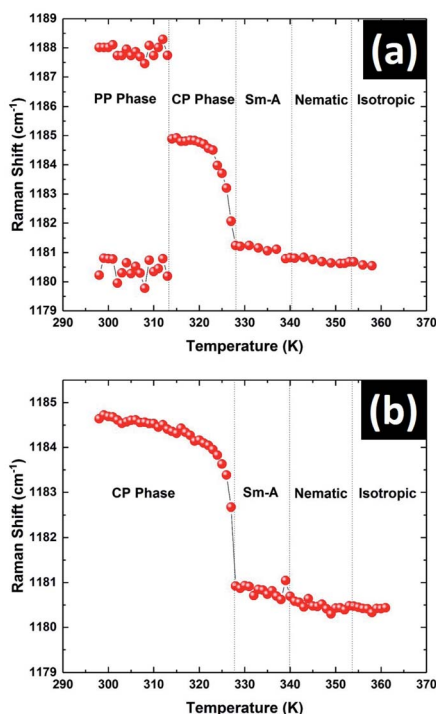 (a)
1189
1188
1187
1186
1185
1184
1183
1182
1181
1180
1179
Raman Shift (cm⁻¹)
PP Phase CP Phase Sm-A Nematic Isotropic
290 300 310 320 330 340 350 360 370
Temperature (K)
(b)
1185
1184
1183
1182
1181
1180
1179
Raman Shift (cm⁻¹)
CP Phase Sm-A Nematic Isotropic
290 300 310 320 330 340 350 360 370
Temperature (K)